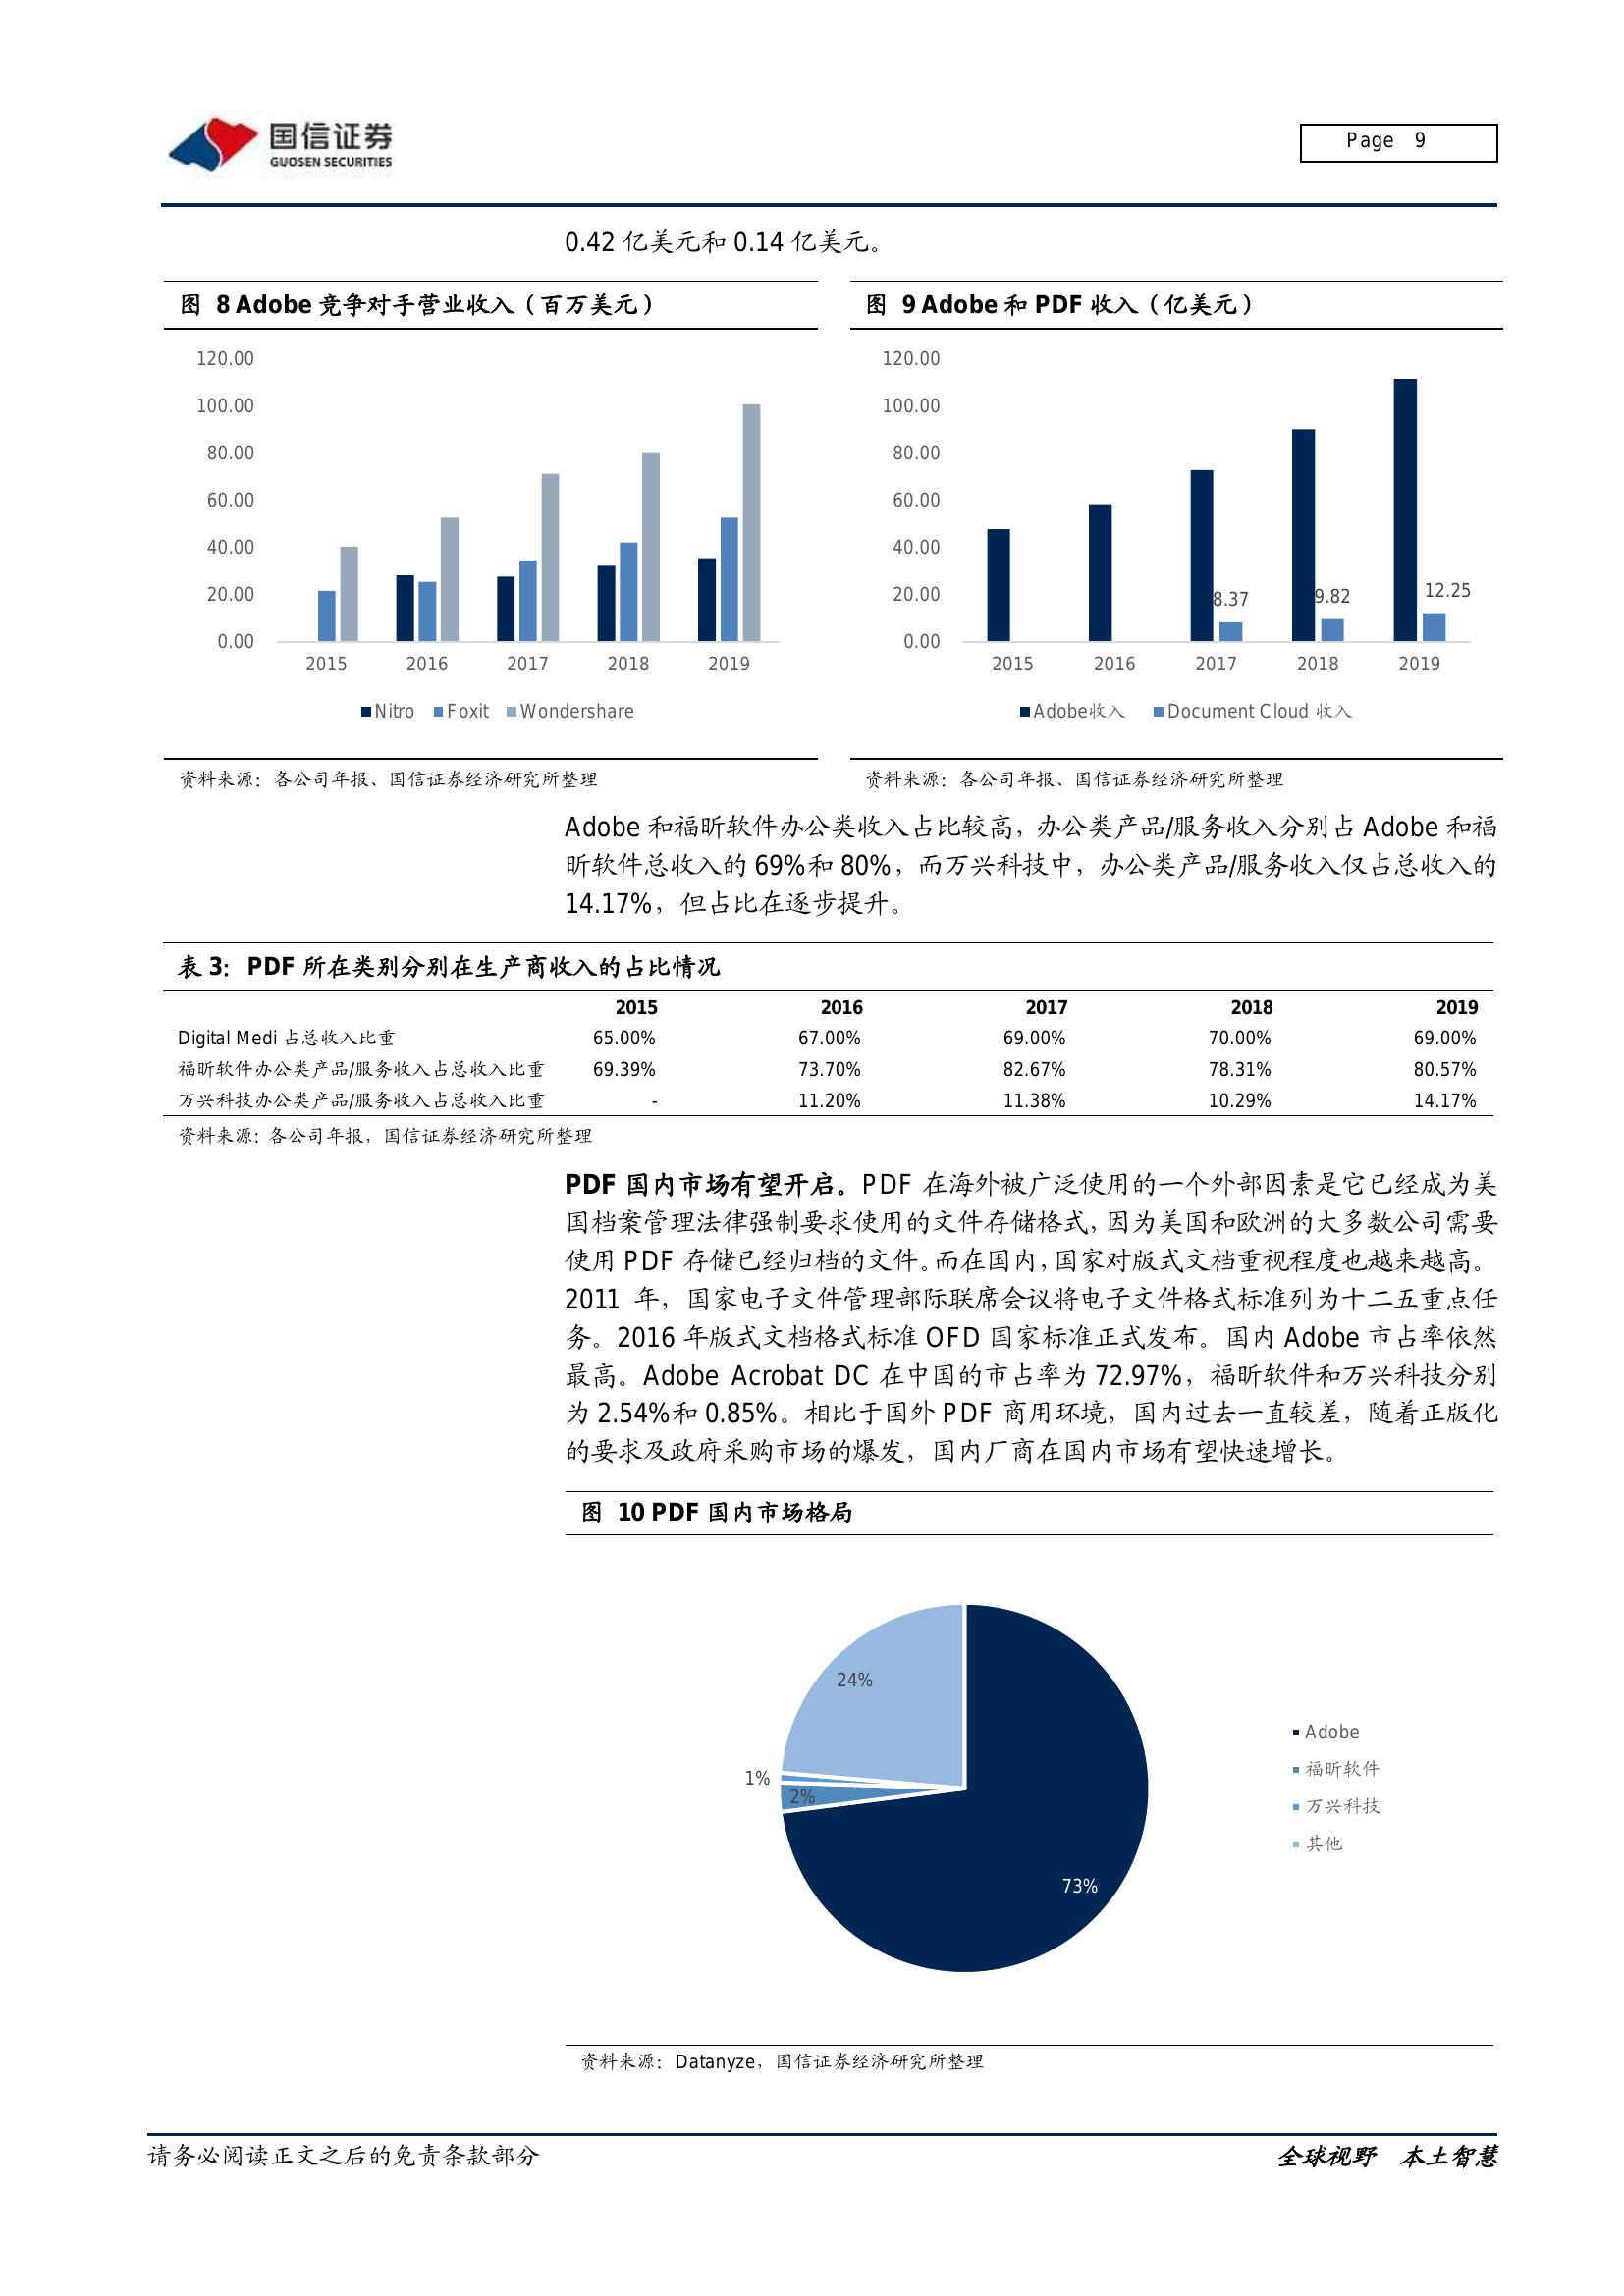 国信证券
GUOSEN SECURITIES
Page 9
0.42 亿美元和 0.14 亿美元。
图 8 Adobe 竞争对手营业收入（百万美元）
120.00
100.00
80.00
60.00
40.00
20.00
0.00
2015 2016 2017 2018 2019
Nitro Foxit Wondershare
资料来源：各公司年报、国信证券经济研究所整理
图 9 Adobe 和 PDF 收入（亿美元）
120.00
100.00
80.00
60.00
40.00
20.00
0.00
8.37 9.82 12.25
2015 2016 2017 2018 2019
Adobe收入 Document Cloud 收入
资料来源：各公司年报、国信证券经济研究所整理
Adobe 和福昕软件办公类收入占比较高，办公类产品/服务收入分别占 Adobe 和福
昕软件总收入的 69%和 80%，而万兴科技中，办公类产品/服务收入仅占总收入的
14.17%，但占比在逐步提升。
表 3：PDF 所在类别分别在生产商收入的占比情况
2015 2016 2017 2018 2019
Digital Medi 占总收入比重 65.00% 67.00% 69.00% 70.00% 69.00%
福昕软件办公类产品/服务收入占总收入比重 69.39% 73.70% 82.67% 78.31% 80.57%
万兴科技办公类产品/服务收入占总收入比重 - 11.20% 11.38% 10.29% 14.17%
资料来源：各公司年报，国信证券经济研究所整理
PDF 国内市场有望开启。PDF 在海外被广泛使用的一个外部因素是它已经成为美
国档案管理法律强制要求使用的文件存储格式，因为美国和欧洲的大多数公司需要
使用 PDF 存储已经归档的文件。而在国内，国家对版式文档重视程度也越来越高。
2011 年，国家电子文件管理部际联席会议将电子文件格式标准列为十二五重点任
务。2016 年版式文档格式标准 OFD 国家标准正式发布。国内 Adobe 市占率依然
最高。Adobe Acrobat DC 在中国的市占率为 72.97%，福昕软件和万兴科技分别
为 2.54%和 0.85%。相比于国外 PDF 商用环境，国内过去一直较差，随着正版化
的要求及政府采购市场的爆发，国内厂商在国内市场有望快速增长。
图 10 PDF 国内市场格局
24%
1%
2%
73%
Adobe
福昕软件
万兴科技
其他
资料来源：Datanyze，国信证券经济研究所整理
请务必阅读正文之后的免责条款部分
全球视野 本土智慧